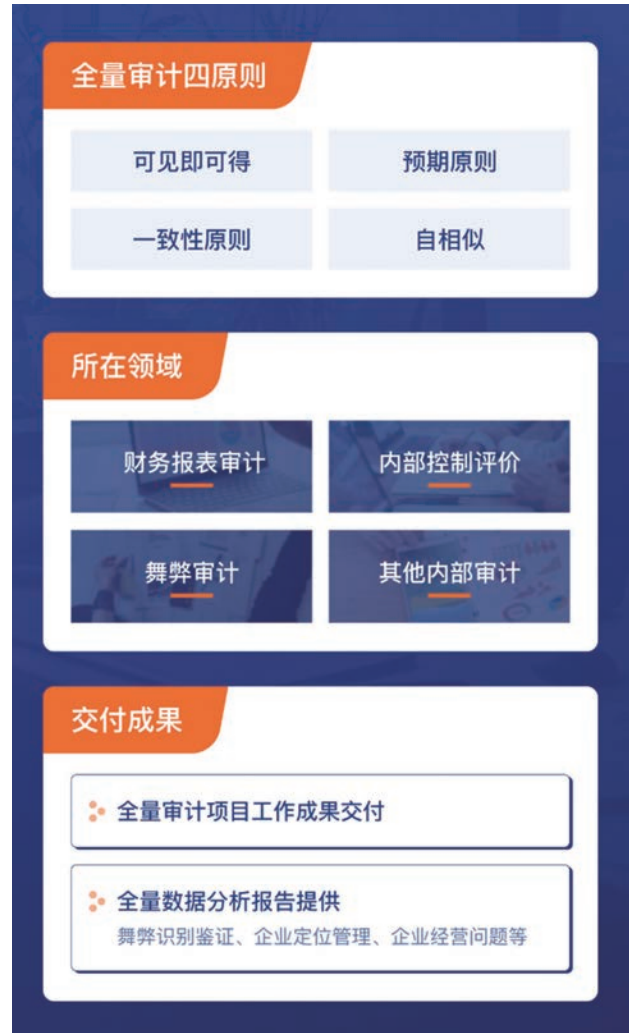 全量审计四原则
可见即可得
预期原则
一致性原则
自相似
所在领域
财务报表审计
内部控制评价
舞弊审计
其他内部审计
交付成果
全量审计项目工作成果交付
全量数据分析报告提供
舞弊识别鉴证、企业定位管理、企业经营问题等